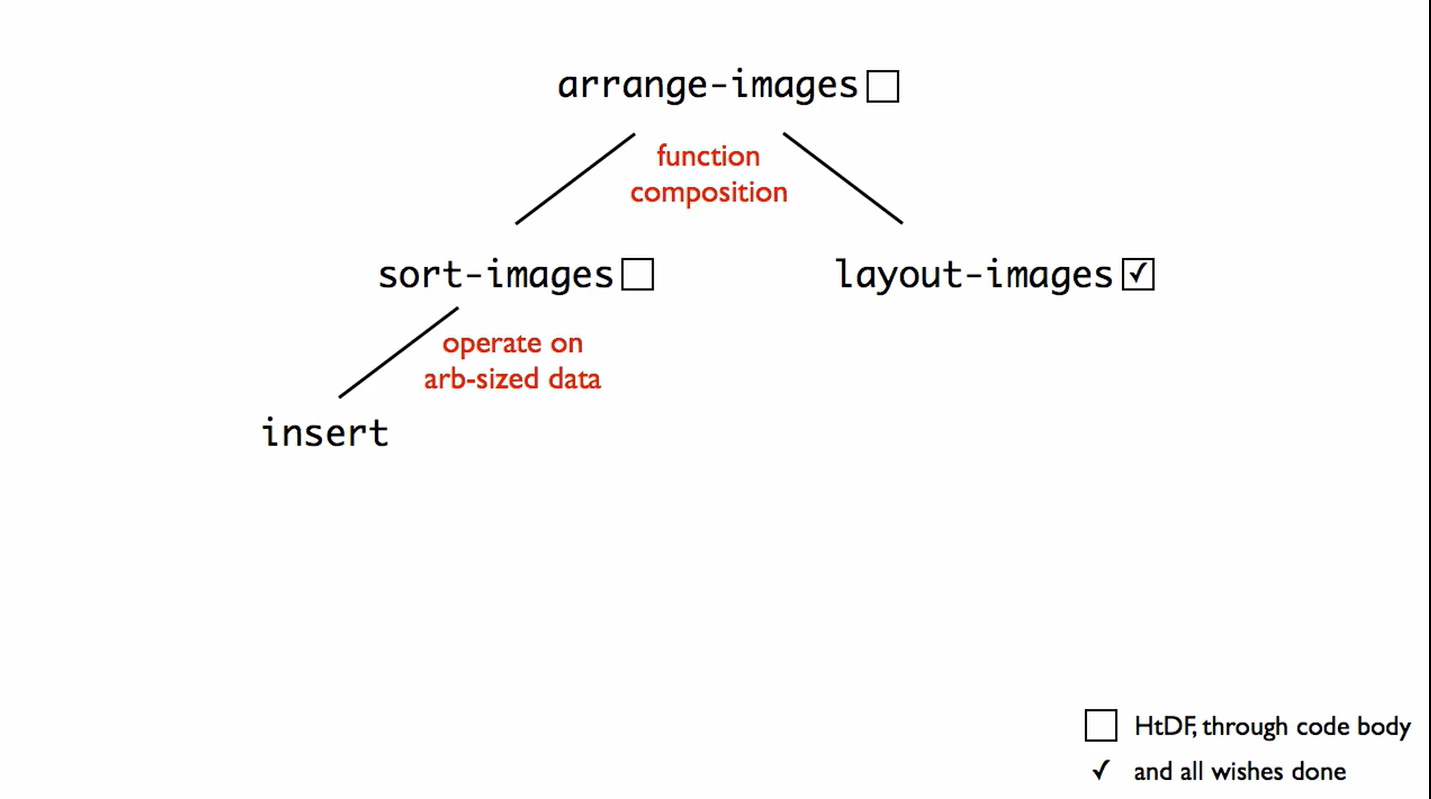 arrange-images
function
composition
sort-images
layout-images ✓
operate on
arb-sized data
insert
HtDF, through code body
✓ and all wishes done